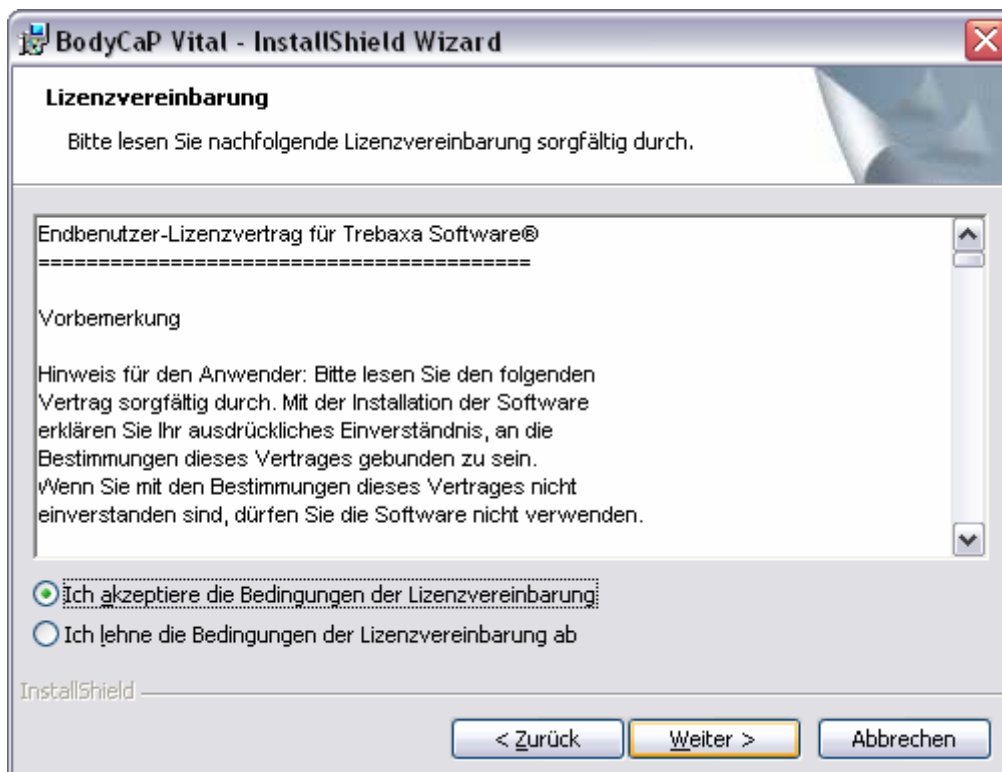 BodyCaP Vital - InstallShield Wizard
Lizenzvereinbarung
Bitte lesen Sie nachfolgende Lizenzvereinbarung sorgfältig durch.
Endbenutzer-Lizenzvertrag für Trebaxa Software®
=========================================
Vorbemerkung
Hinweis für den Anwender: Bitte lesen Sie den folgenden
Vertrag sorgfältig durch. Mit der Installation der Software
erklären Sie Ihr ausdrückliches Einverständnis, an die
Bestimmungen dieses Vertrages gebunden zu sein.
Wenn Sie mit den Bestimmungen dieses Vertrages nicht
einverstanden sind, dürfen Sie die Software nicht verwenden.
Ich akzeptiere die Bedingungen der Lizenzvereinbarung
Ich lehne die Bedingungen der Lizenzvereinbarung ab
InstallShield
< Zurück Weiter > Abbrechen